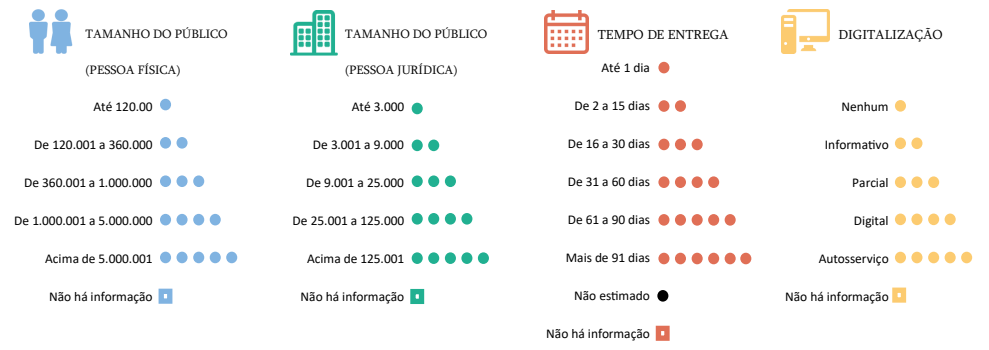 TAMANHO DO PÚBLICO
(PESSOA FÍSICA)
Até 120.00
De 120.001 a 360.000
De 360.001 a 1.000.000
De 1.000.001 a 5.000.000
Acima de 5.000.001
Não há informação
TAMANHO DO PÚBLICO
(PESSOA JURÍDICA)
Até 3.000
De 3.001 a 9.000
De 9.001 a 25.000
De 25.001 a 125.000
Acima de 125.001
Não há informação
TEMPO DE ENTREGA
Até 1 dia
De 2 a 15 dias
De 16 a 30 dias
De 31 a 60 dias
De 61 a 90 dias
Mais de 91 dias
Não estimado
Não há informação
DIGITALIZAÇÃO
Nenhum
Informativo
Parcial
Digital
Autosserviço
Não há informação